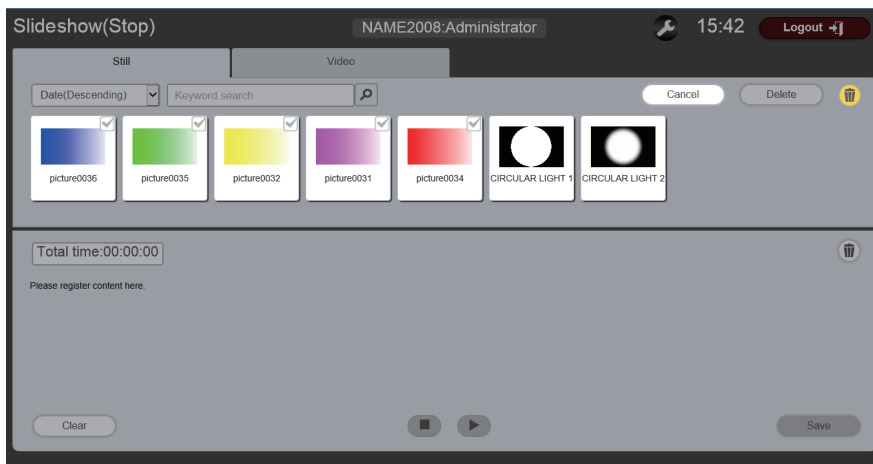 Slideshow(Stop)
NAME2008:Administrator
15:42
Logout
Still
Video
Date(Descending)
Keyword search
Cancel
Delete
picture0036
picture0035
picture0032
picture0031
picture0034
CIRCULAR LIGHT 1
CIRCULAR LIGHT 2
Total time:00:00:00
Please register content here.
Clear
Save